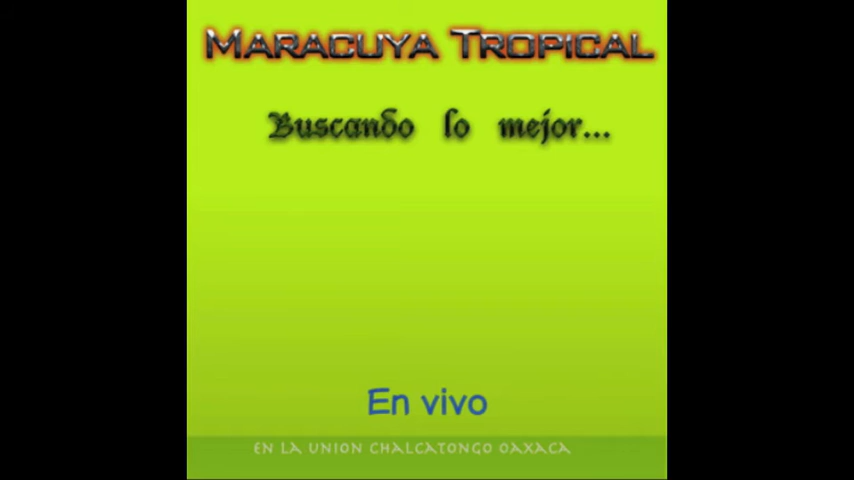 MARACUYA TROPICAL
Buscando lo mejor...
En vivo
EN LA UNION CHALCATONGO OAXACA